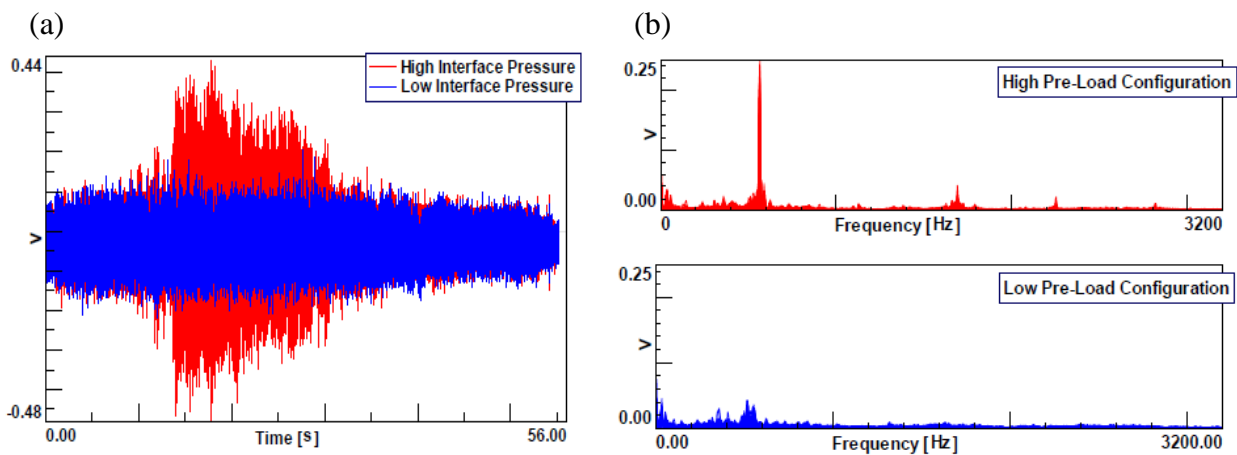 (a)
0.44
High Interface Pressure
Low Interface Pressure
V
-0.48
0.00
Time [s]
56.00
(b)
0.25
High Pre-Load Configuration
V
0.00
0
Frequency [Hz]
3200
0.25
Low Pre-Load Configuration
V
0.00
0.00
Frequency [Hz]
3200.00